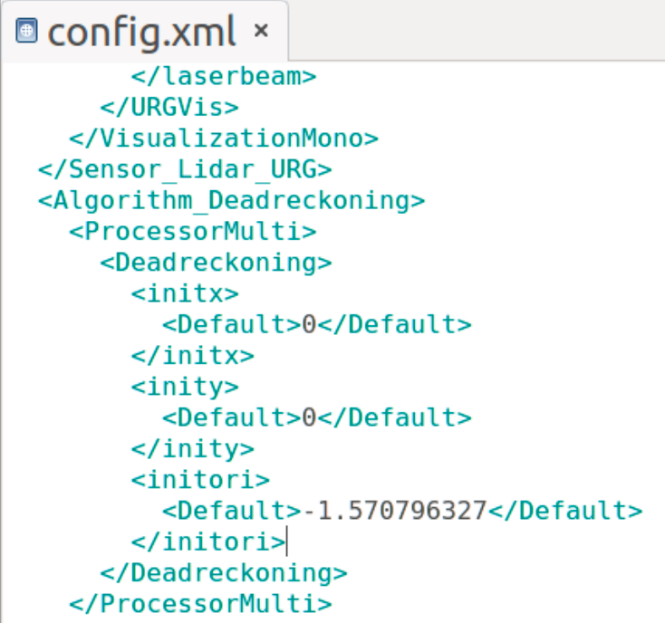 config.xml ×
</laserbeam>
</URGVis>
</VisualizationMono>
</Sensor_Lidar_URG>
<Algorithm_Deadreckoning>
<ProcessorMulti>
<Deadreckoning>
<initx>
<Default>0</Default>
</initx>
<inity>
<Default>0</Default>
</inity>
<initori>
<Default>-1.570796327</Default>
</initori>
</Deadreckoning>
</ProcessorMulti>